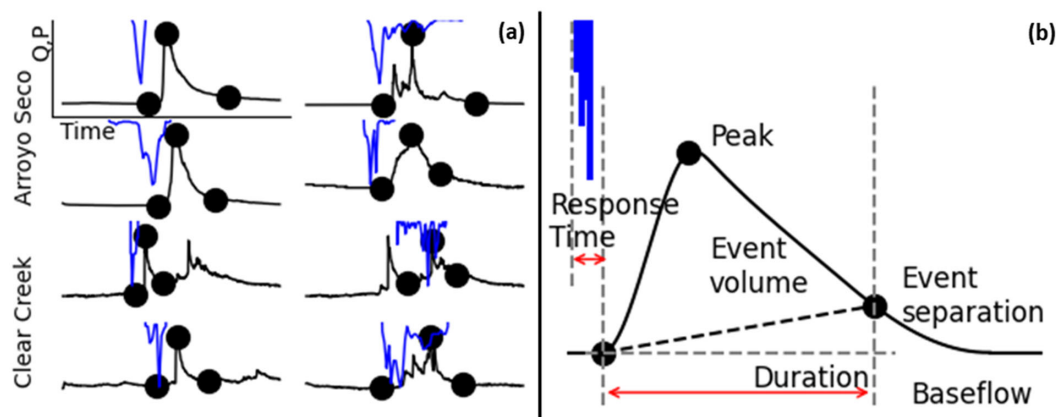 (a)
Q,P
Time
Arroyo Seco
Clear Creek
(b)
Peak
Response
Time
Event
volume
Event
separation
Duration
Baseflow